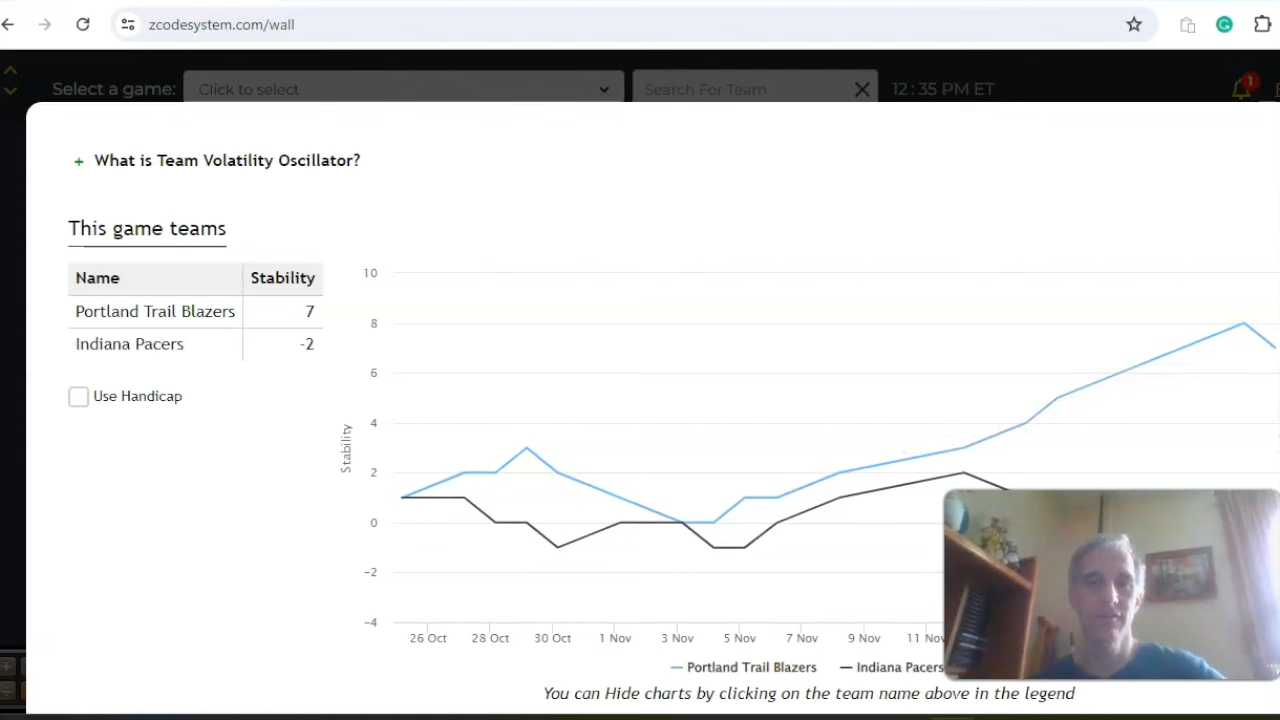 zcodesystem.com/wall
Select a game: Click to select Search For Team 12:35 PM ET 1
+ What is Team Volatility Oscillator?
This game teams
Name Stability
Portland Trail Blazers 7
Indiana Pacers -2
Use Handicap
Stability
10
8
6
4
2
0
-2
-4
26 Oct 28 Oct 30 Oct 1 Nov 3 Nov 5 Nov 7 Nov 9 Nov 11 Nov
Portland Trail Blazers Indiana Pacers
You can Hide charts by clicking on the team name above in the legend